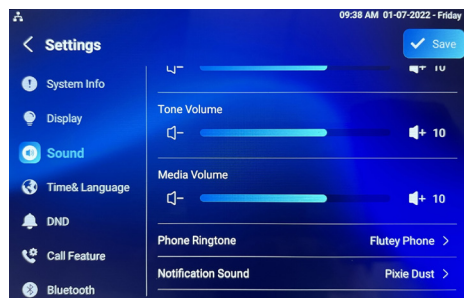 09:38 AM 01-07-2022 - Friday
Settings
Save
System Info
10
Tone Volume
Display
10
Sound
Media Volume
Time& Language
10
DND
Phone Ringtone
Flutey Phone >
Call Feature
Notification Sound
Pixie Dust >
Bluetooth